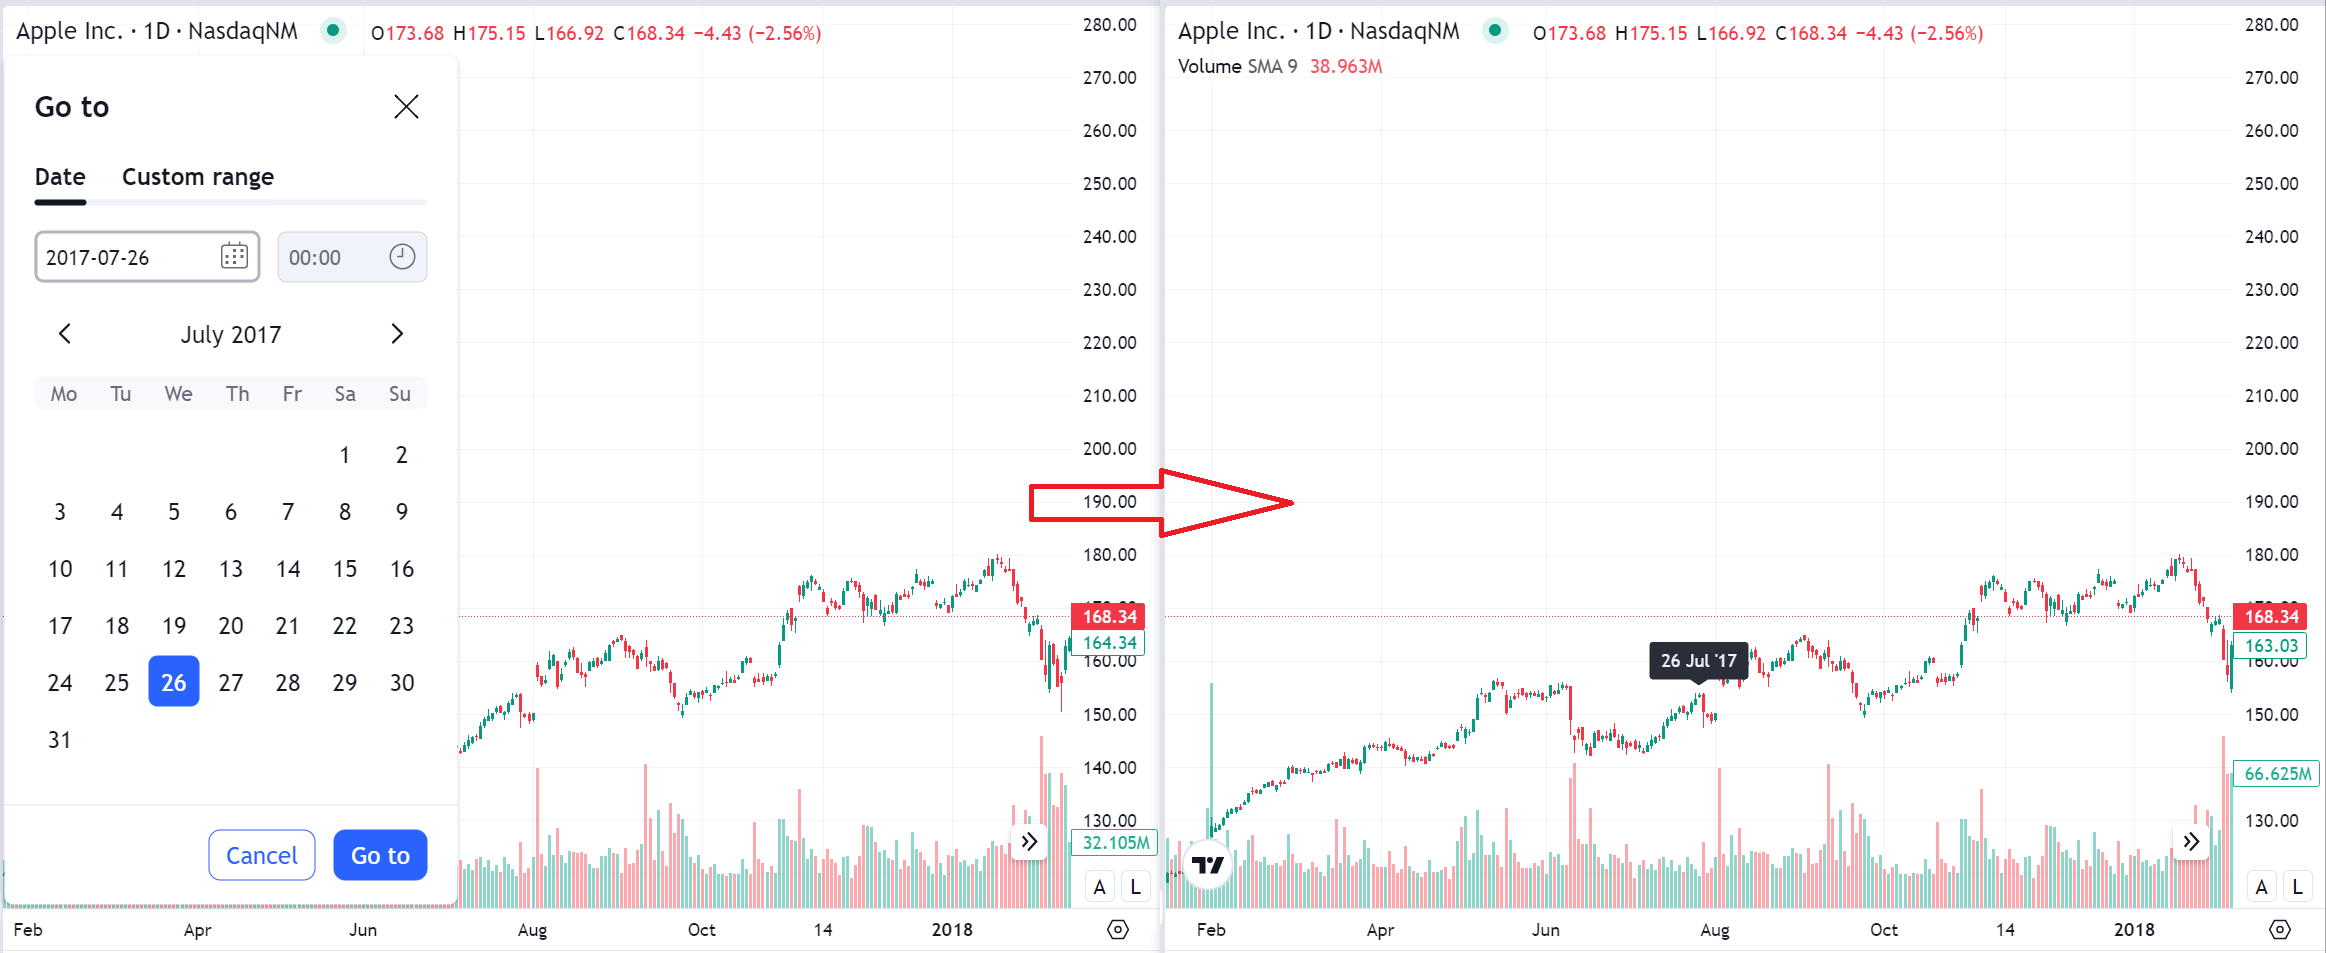 Apple Inc. · 1D · NasdaqNM
O173.68 H175.15 L166.92 C168.34 −4.43 (−2.56%)
Go to
Date Custom range
2017-07-26 00:00
July 2017
Mo Tu We Th Fr Sa Su
1 2
3 4 5 6 7 8 9
10 11 12 13 14 15 16
17 18 19 20 21 22 23
24 25 26 27 28 29 30
31
Cancel Go to
280.00
270.00
260.00
250.00
240.00
230.00
220.00
210.00
200.00
190.00
180.00
170.00
168.34
164.34
160.00
150.00
140.00
130.00
32.105M
A L
Feb Apr Jun Aug Oct 14 2018
Apple Inc. · 1D · NasdaqNM
O173.68 H175.15 L166.92 C168.34 −4.43 (−2.56%)
Volume SMA 9 38.963M
26 Jul '17
280.00
270.00
260.00
250.00
240.00
230.00
220.00
210.00
200.00
190.00
180.00
170.00
168.34
163.03
160.00
150.00
66.625M
130.00
A L
Feb Apr Jun Aug Oct 14 2018